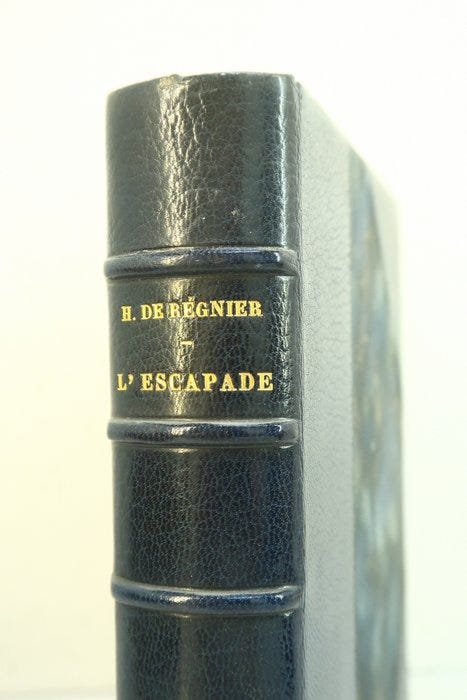 H. DE RÉGNIER
–
L' ESCAPADE